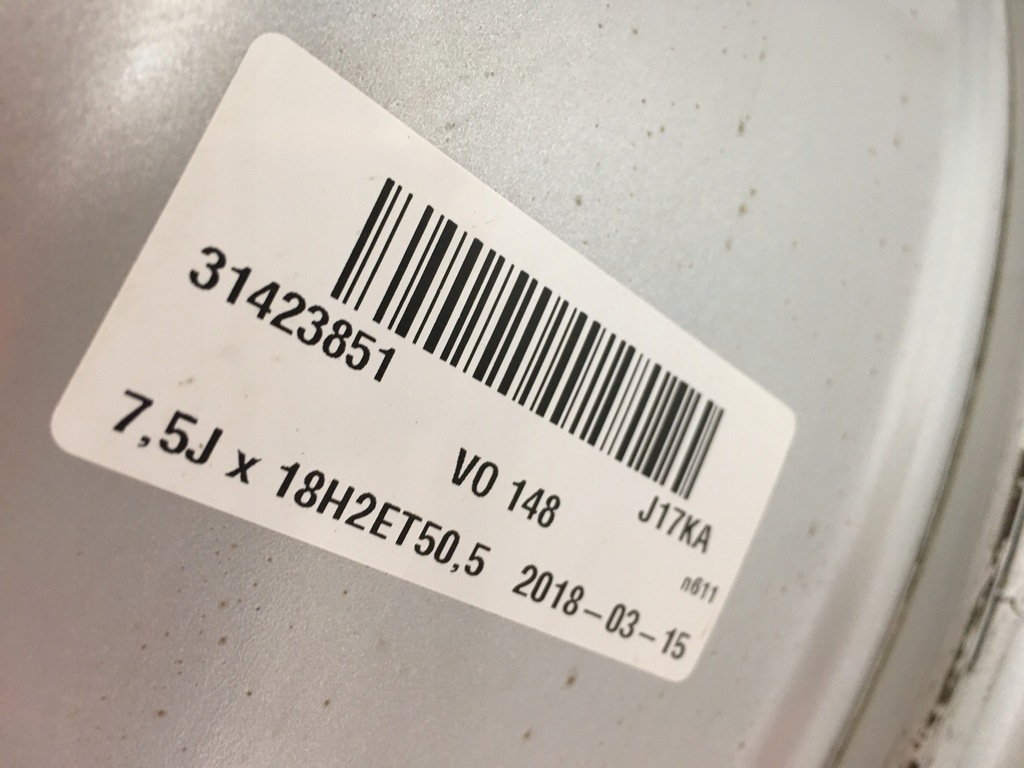 31423851
VO 148 J17KA
n611
7,5J x 18H2ET50,5 2018-03-15